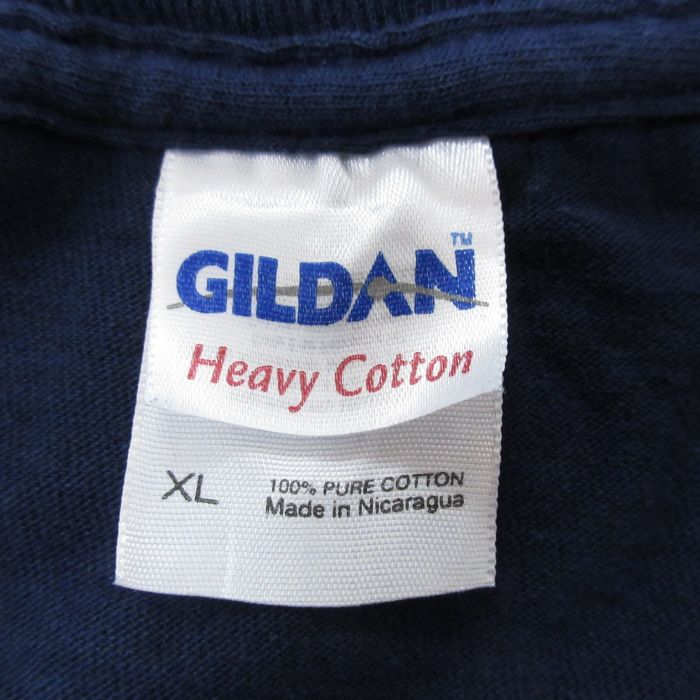 GILDAN™
Heavy Cotton
XL
100% PURE COTTON
Made in Nicaragua